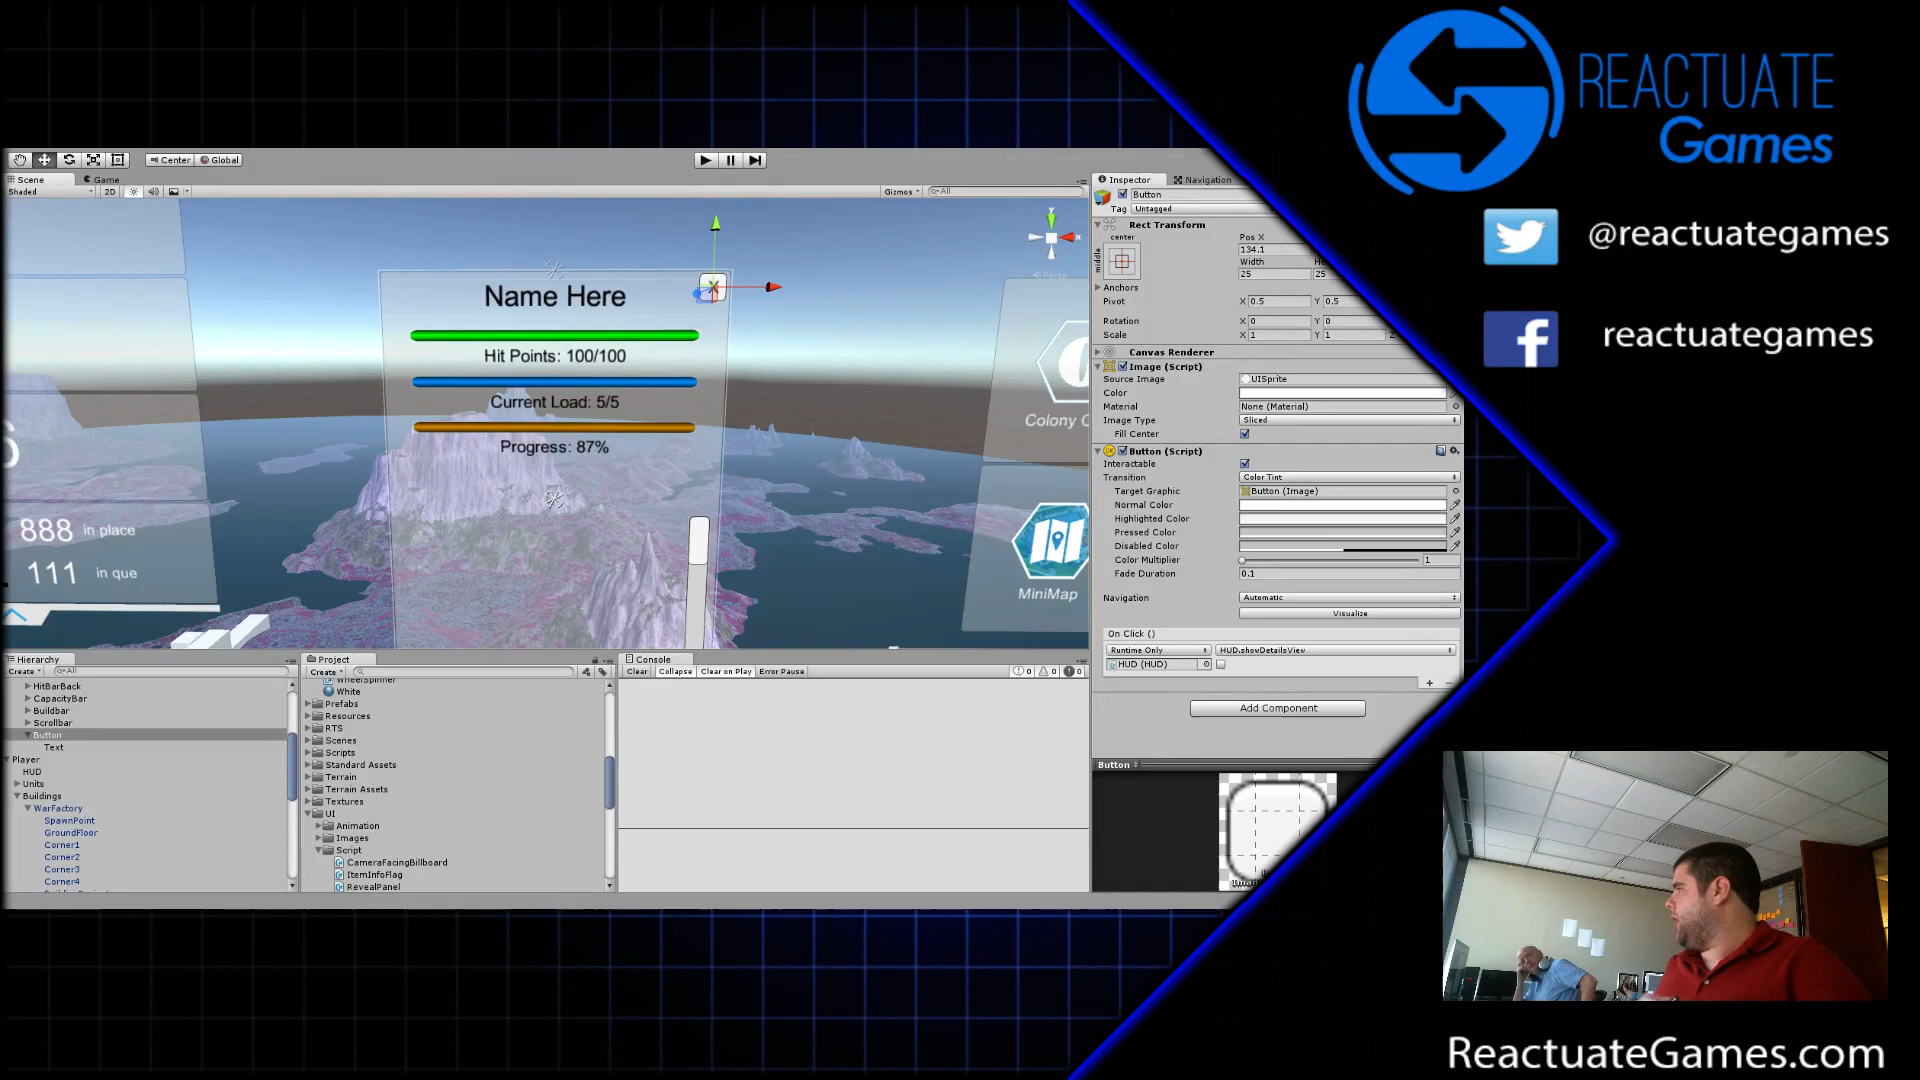 REACTUATE
Games
@reactuategames
reactuategames
ReactuateGames.com
Center
Global
Scene
Game
Shaded
2D
Gizmos
All
y
x
Persp
Name Here
X
Hit Points: 100/100
Current Load: 5/5
Progress: 87%
888 in place
111 in que
Colony
MiniMap
Inspector
Navigation
Button
Tag Untagged
Rect Transform
center
middle
Pos X
134.1
Width
25
25
Anchors
Pivot X 0.5 Y 0.5
Rotation X 0 Y 0
Scale X 1 Y 1
Canvas Renderer
Image (Script)
Source Image UISprite
Color
Material None (Material)
Image Type Sliced
Fill Center
Button (Script)
Interactable
Transition Color Tint
Target Graphic Button (Image)
Normal Color
Highlighted Color
Pressed Color
Disabled Color
Color Multiplier 1
Fade Duration 0.1
Navigation Automatic
Visualize
On Click ()
Runtime Only HUD.showDetailsView
HUD (HUD)
Add Component
Button
Hierarchy
Create All
HitBarBack
CapacityBar
Buildbar
Scrollbar
Button
Text
Player
HUD
Units
Buildings
WarFactory
SpawnPoint
GroundFloor
Corner1
Corner2
Corner3
Corner4
Project
Create
WheelSpinner
White
Prefabs
Resources
RTS
Scenes
Scripts
Standard Assets
Terrain
Terrain Assets
Textures
UI
Animation
Images
Script
CameraFacingBillboard
ItemInfoFlag
RevealPanel
Console
Clear Collapse Clear on Play Error Pause
0 0 0